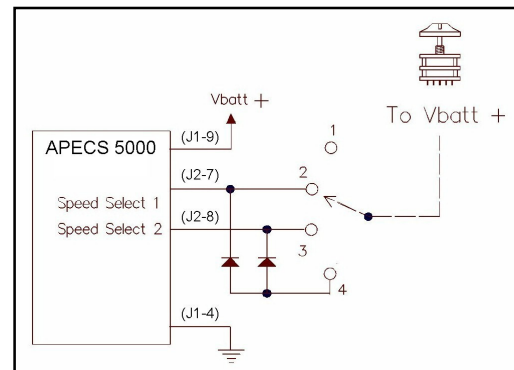 Vbatt +
To Vbatt +
APECS 5000
(J1-9)
1
(J2-7)
2
Speed Select 1
(J2-8)
Speed Select 2
3
4
(J1-4)